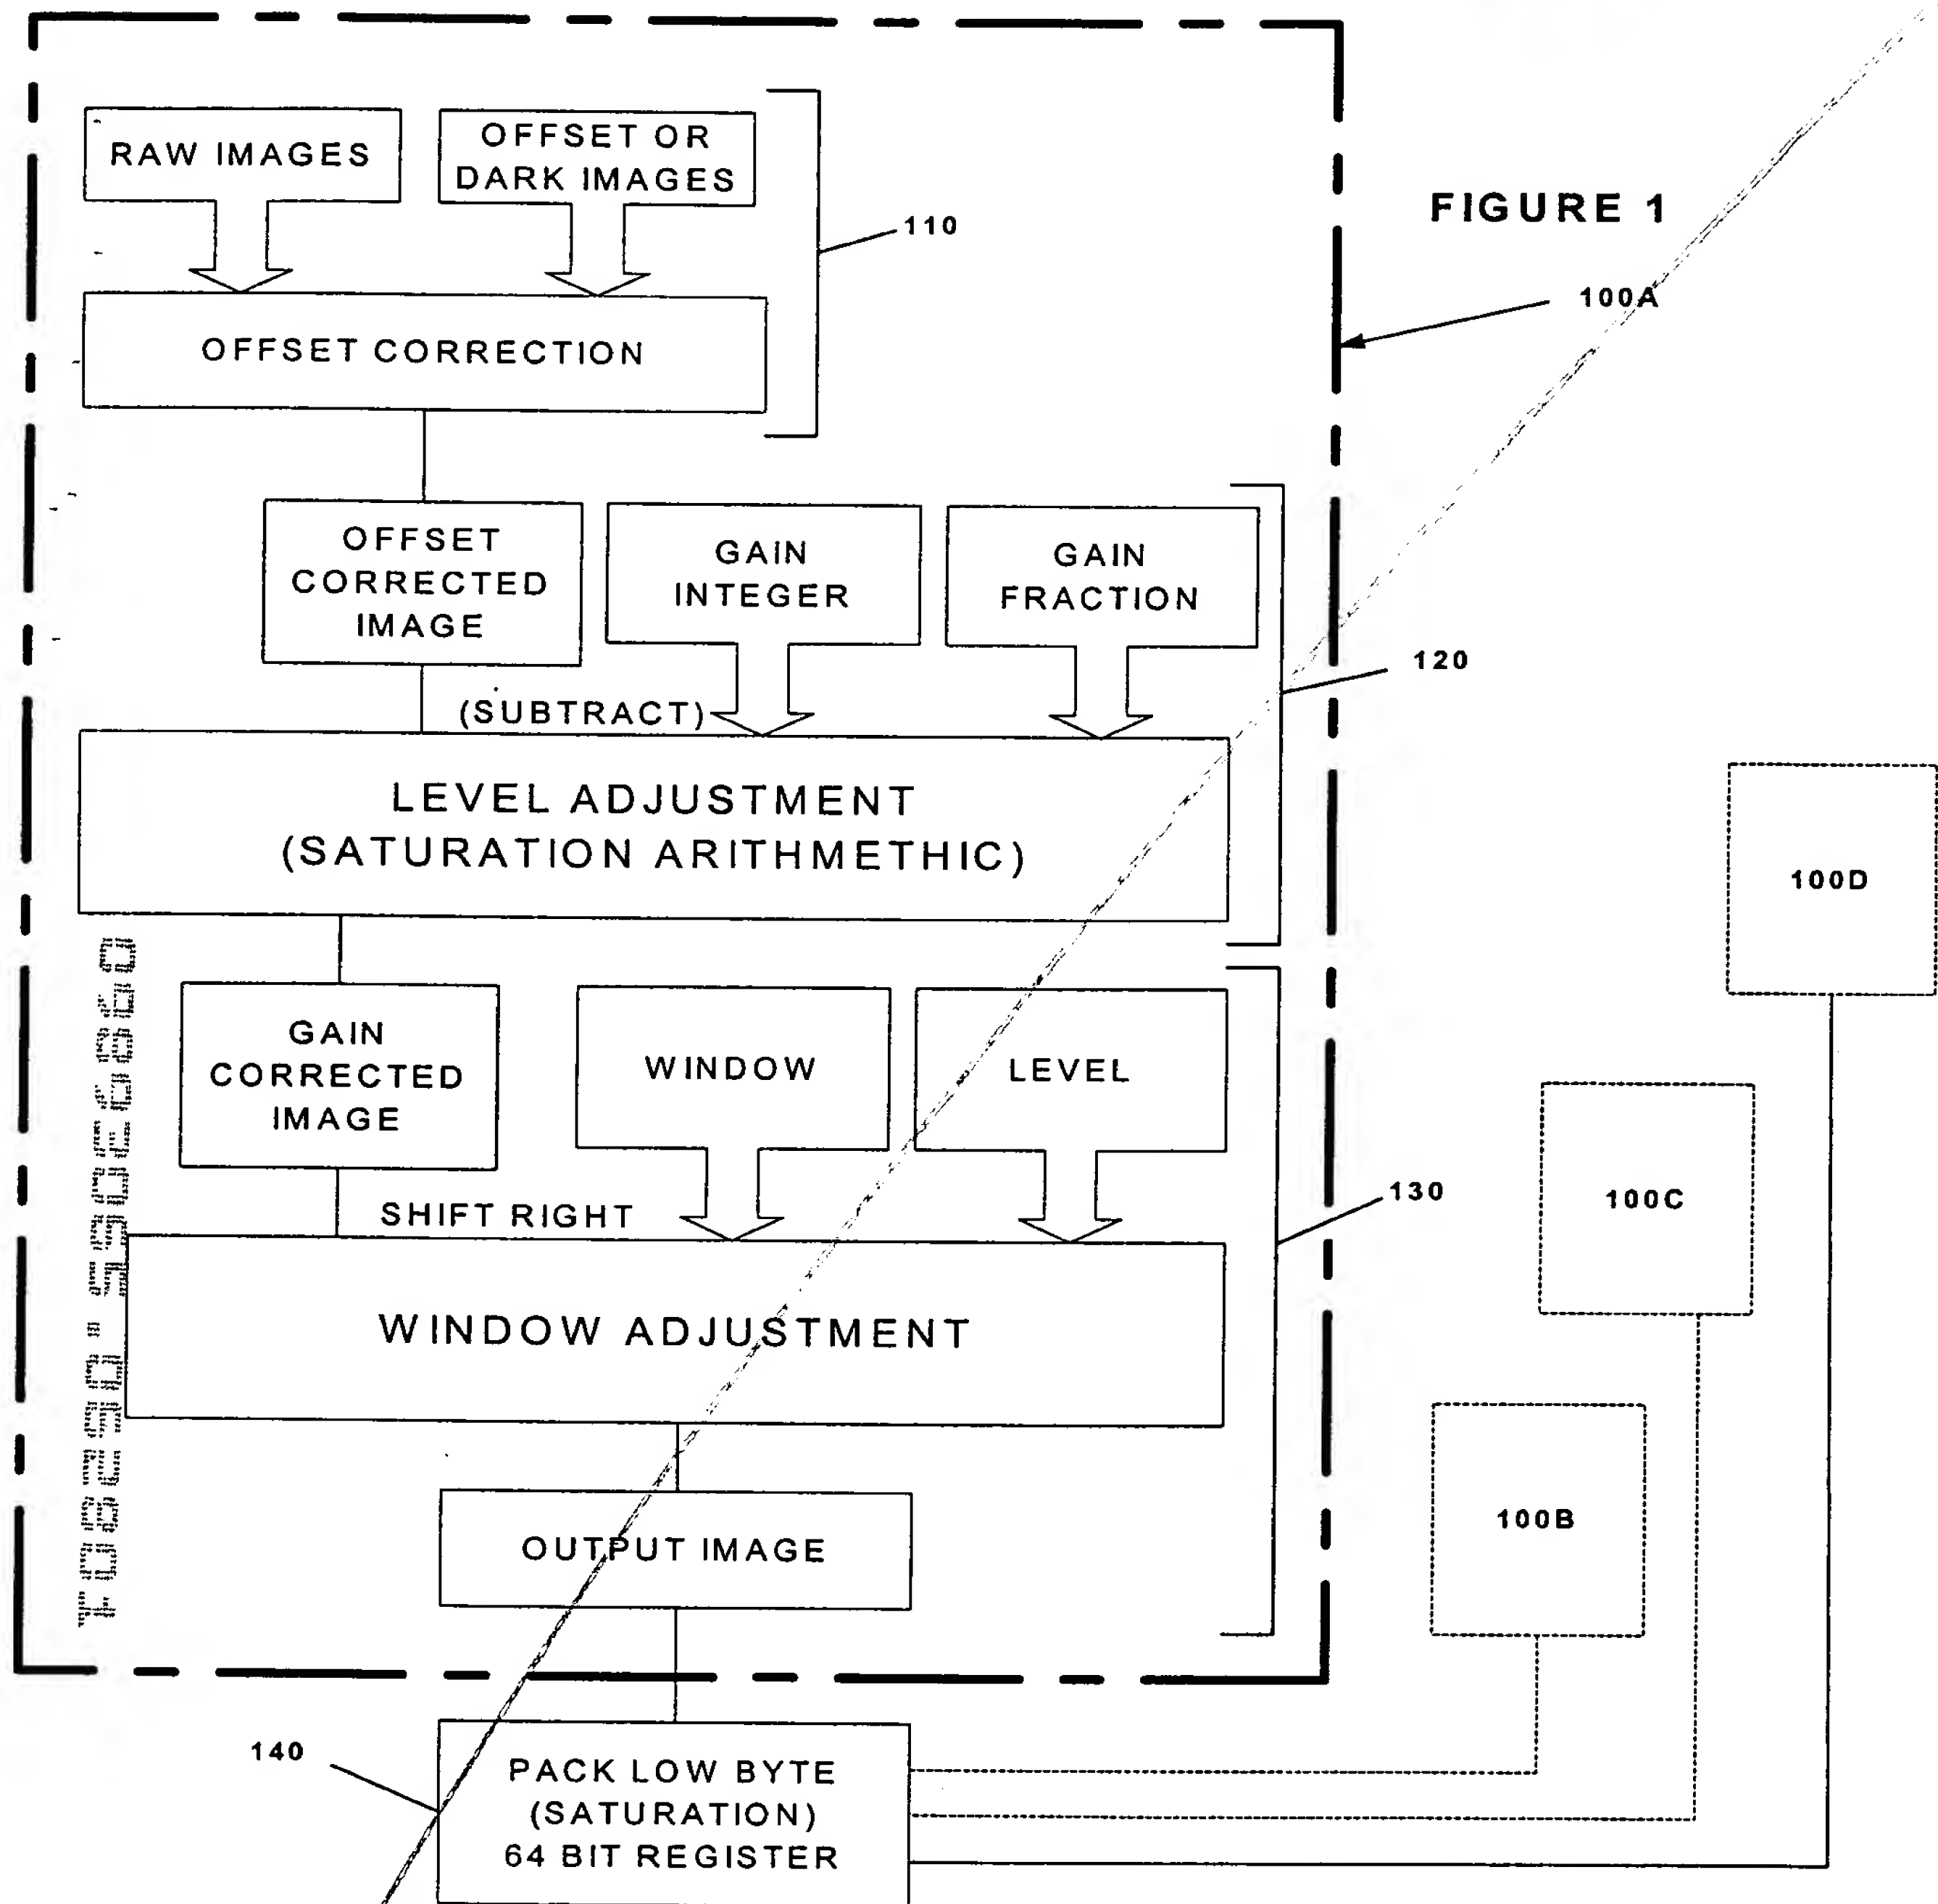 FIGURE 1
RAW IMAGES
OFFSET OR
DARK IMAGES
110
100A
OFFSET CORRECTION
OFFSET
CORRECTED
IMAGE
GAIN
INTEGER
GAIN
FRACTION
120
(SUBTRACT)
LEVEL ADJUSTMENT
(SATURATION ARITHMETHIC)
100D
GAIN
CORRECTED
IMAGE
WINDOW
LEVEL
100C
130
SHIFT RIGHT
WINDOW ADJUSTMENT
100B
OUTPUT IMAGE
140
PACK LOW BYTE
(SATURATION)
64 BIT REGISTER